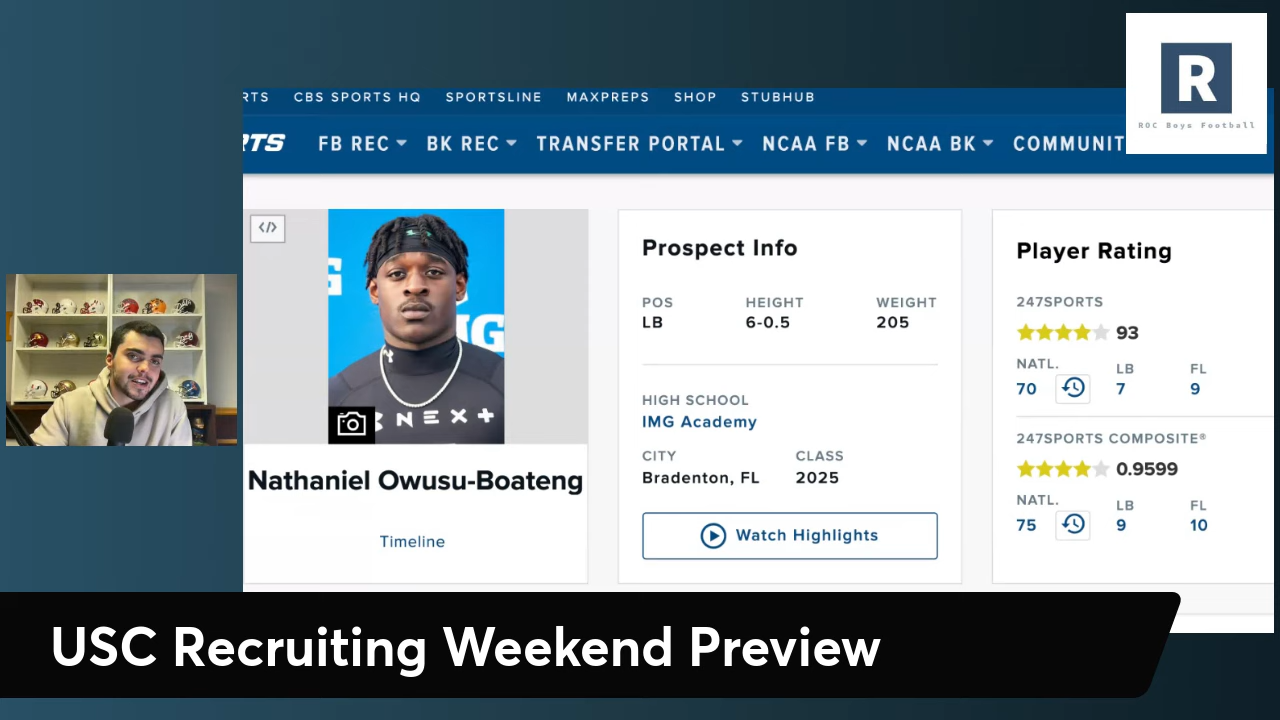 RTS CBS SPORTS HQ SPORTSLINE MAXPREPS SHOP STUBHUB
R
ROC Boys Football
RTS FB REC BK REC TRANSFER PORTAL NCAA FB NCAA BK COMMUNIT
</>
G
NG
NEX+
Nathaniel Owusu-Boateng
Timeline
Prospect Info
POS HEIGHT WEIGHT
LB 6-0.5 205
HIGH SCHOOL
IMG Academy
CITY CLASS
Bradenton, FL 2025
Watch Highlights
Player Rating
247SPORTS
93
NATL. LB FL
70 7 9
247SPORTS COMPOSITE®
0.9599
NATL. LB FL
75 9 10
USC Recruiting Weekend Preview